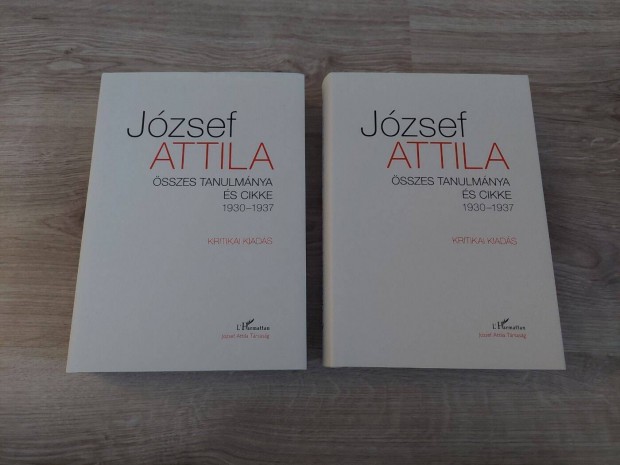 József
ATTILA
ÖSSZES TANULMÁNYA
ÉS CIKKE
1930–1937
KRITIKAI KIADÁS
L'Harmattan
József Attila Társaság
József
ATTILA
ÖSSZES TANULMÁNYA
ÉS CIKKE
1930–1937
KRITIKAI KIADÁS
L'Harmattan
József Attila Társaság